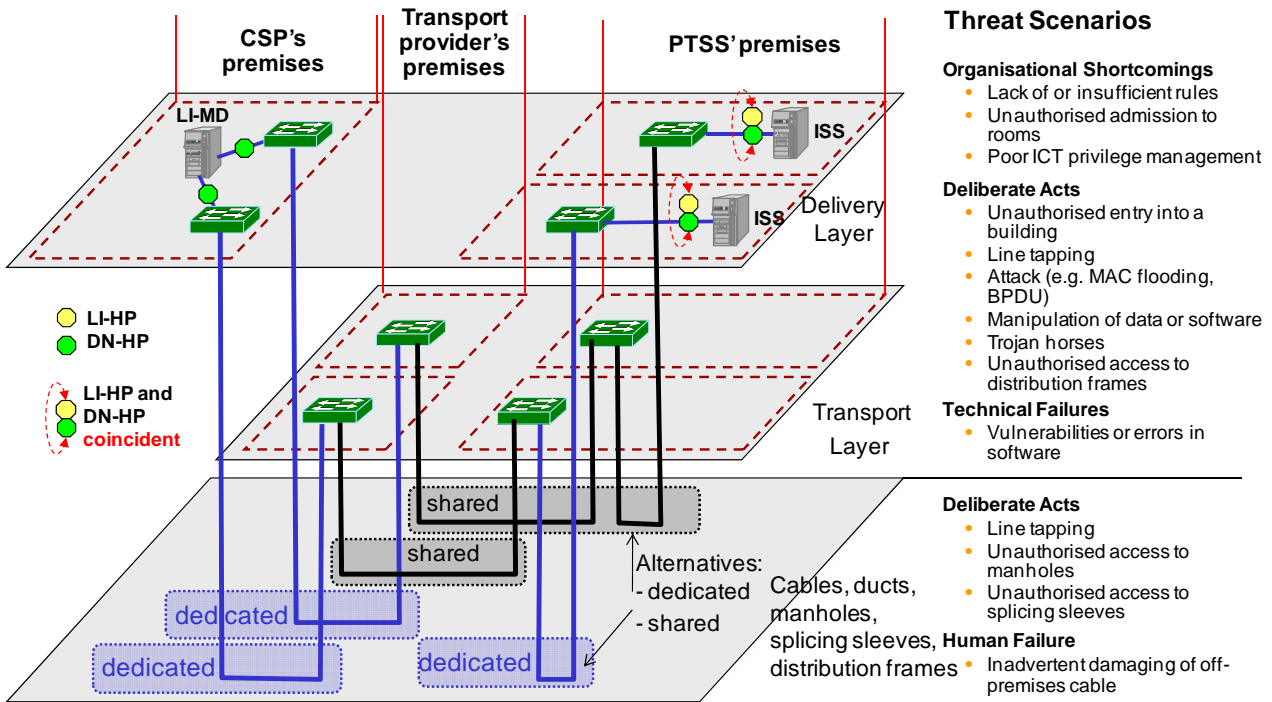 CSP's
premises
Transport
provider's
premises
PTSS' premises
LI-MD
ISS
ISS
Delivery
Layer
LI-HP
DN-HP
LI-HP and
DN-HP
coincident
Transport
Layer
shared
shared
dedicated
dedicated
dedicated
Alternatives:
- dedicated
- shared
Cables, ducts,
manholes,
splicing sleeves,
distribution frames
Threat Scenarios
Organisational Shortcomings
• Lack of or insufficient rules
• Unauthorised admission to
rooms
• Poor ICT privilege management
Deliberate Acts
• Unauthorised entry into a
building
• Line tapping
• Attack (e.g. MAC flooding,
BPDU)
• Manipulation of data or software
• Trojan horses
• Unauthorised access to
distribution frames
Technical Failures
• Vulnerabilities or errors in
software
Deliberate Acts
• Line tapping
• Unauthorised access to
manholes
• Unauthorised access to
splicing sleeves
Human Failure
• Inadvertent damaging of off-
premises cable